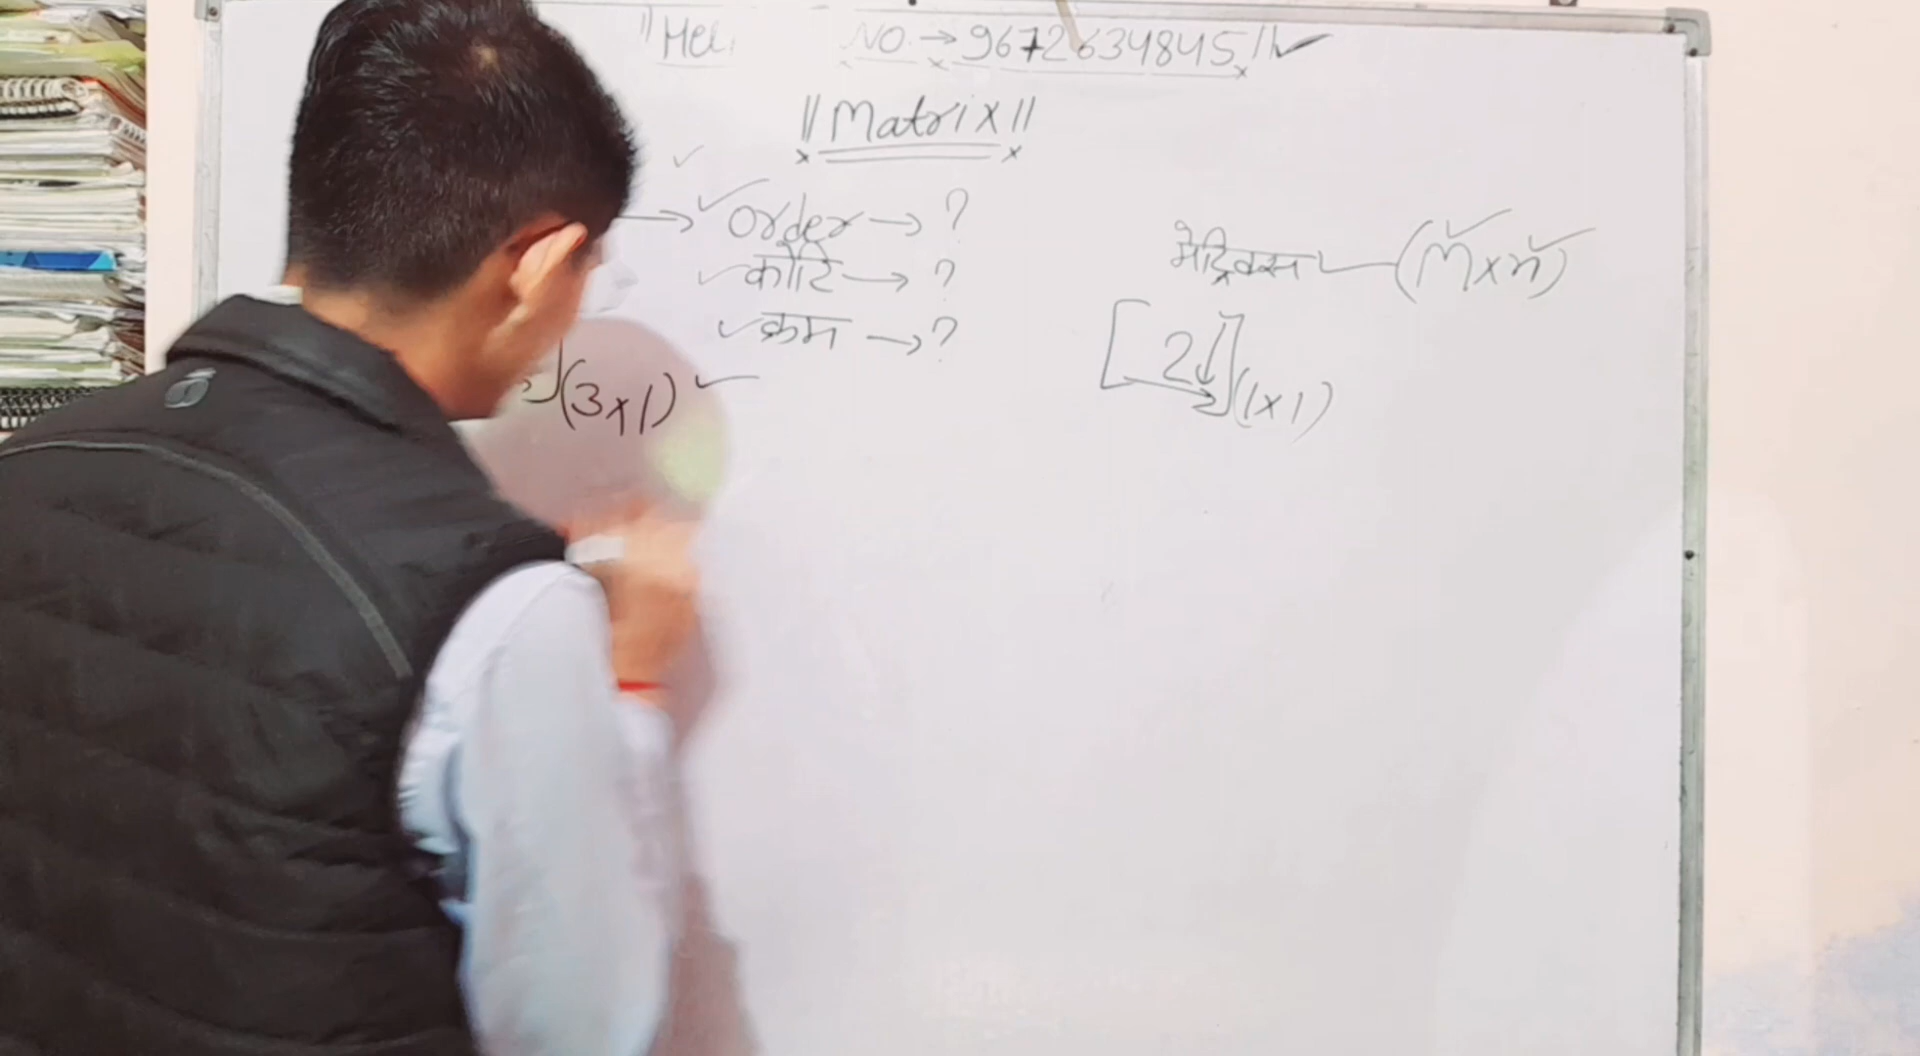 || Hel NO. → 9672634845 ||
|| Matrix ||
→ order → ?
कोटि → ?
क्रम → ?
मैट्रिक्स — (m×n)
(3×1)
[ 2 ] (1×1)